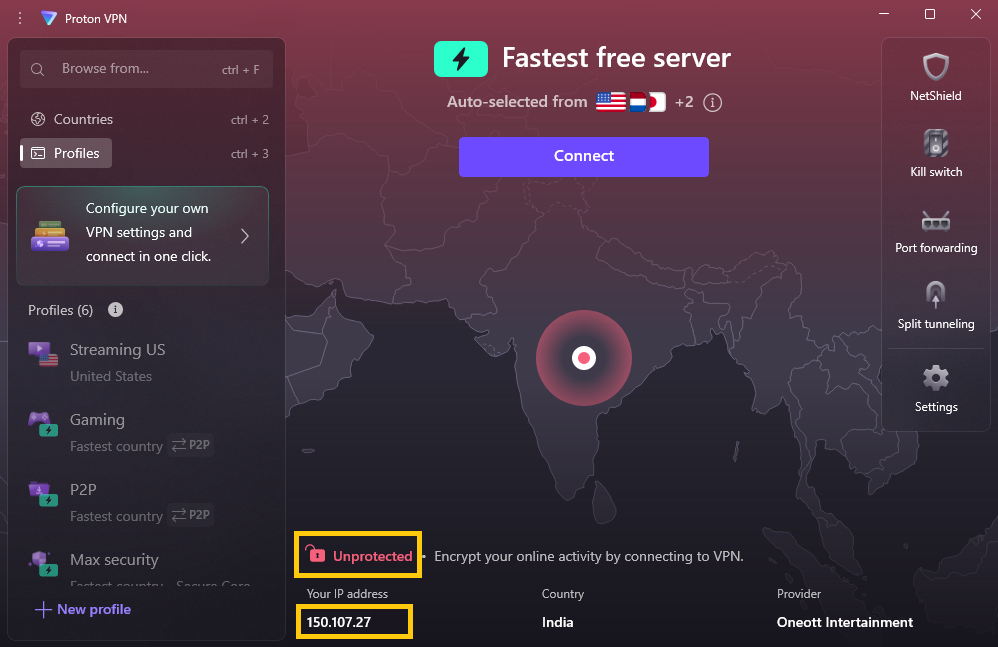 Proton VPN
Browse from...
ctrl + F
Countries
ctrl + 2
Profiles
ctrl + 3
Configure your own
VPN settings and
connect in one click.
Profiles (6)
Streaming US
United States
Gaming
Fastest country P2P
P2P
Fastest country P2P
Max security
Fastest country Secure Core
New profile
Fastest free server
Auto-selected from +2
Connect
Unprotected • Encrypt your online activity by connecting to VPN.
Your IP address
150.107.27
Country
India
Provider
Oneott Intertainment
NetShield
Kill switch
Port forwarding
Split tunneling
Settings